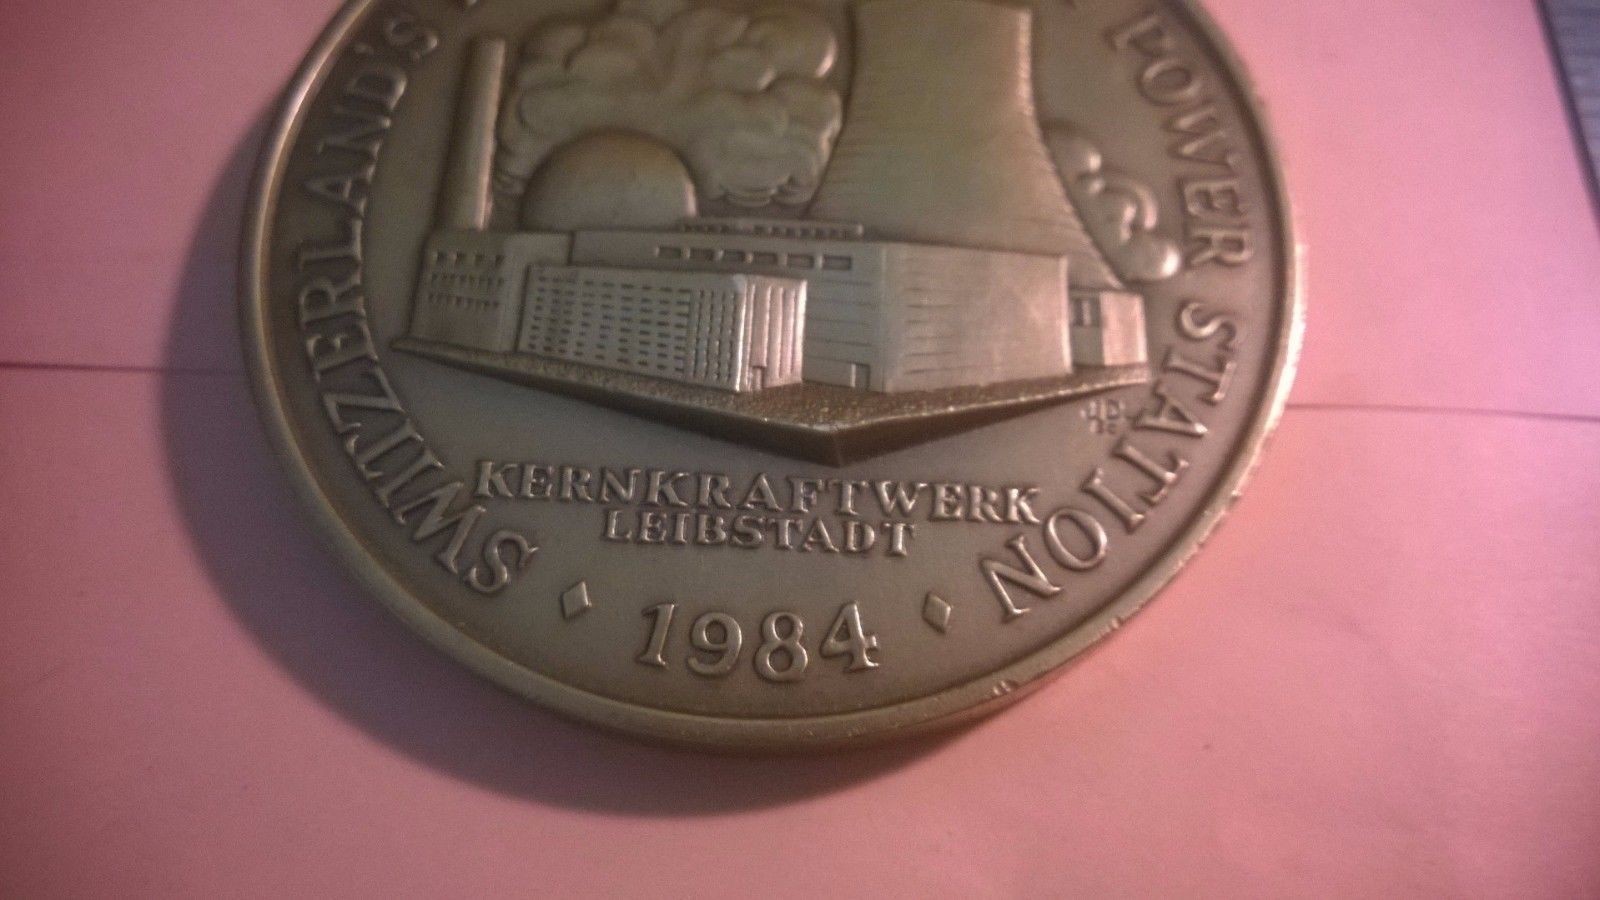 SWITZERLAND'S
POWER STATION
KERNKRAFTWERK
LEIBSTADT
1984